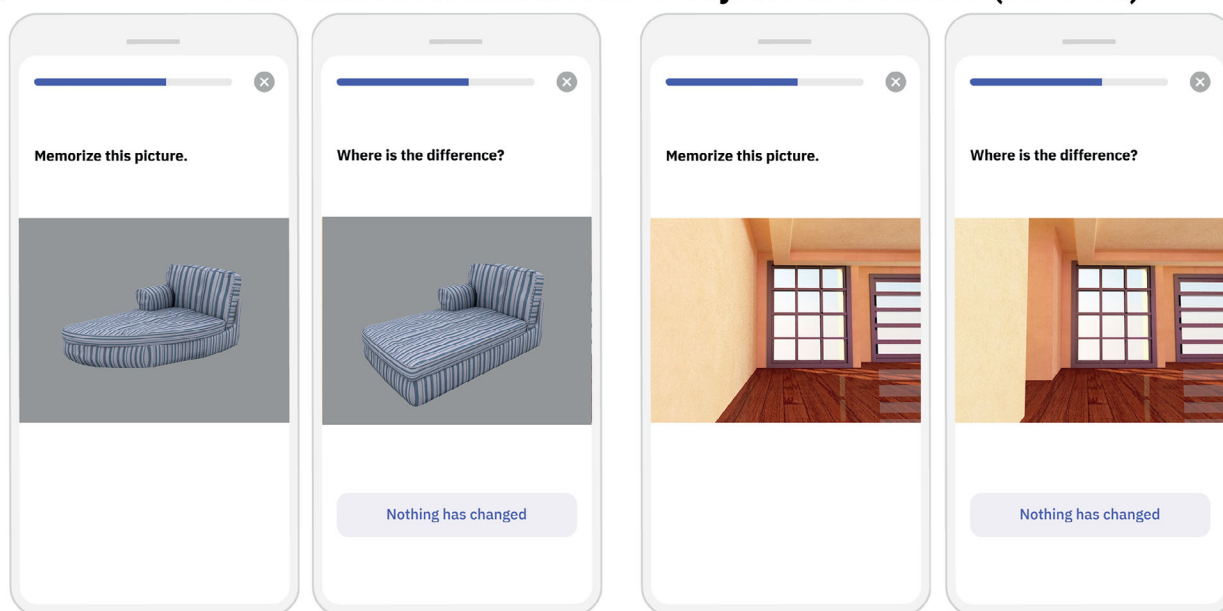 Memorize this picture.
Where is the difference?
Nothing has changed
Memorize this picture.
Where is the difference?
Nothing has changed